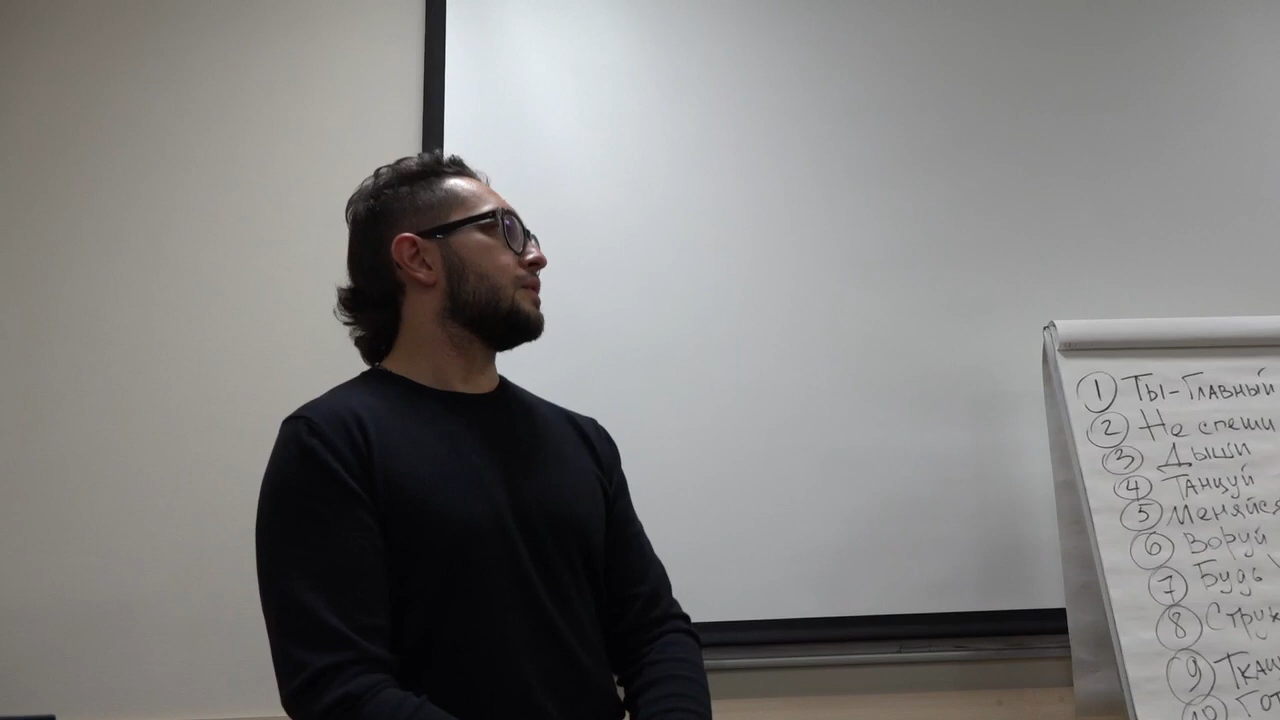 1 Ты-Главный
2 Не спеши
3 Дыши
4 Танцуй
5 Меняйся
6 Воруй
7 Будь
8
9
10